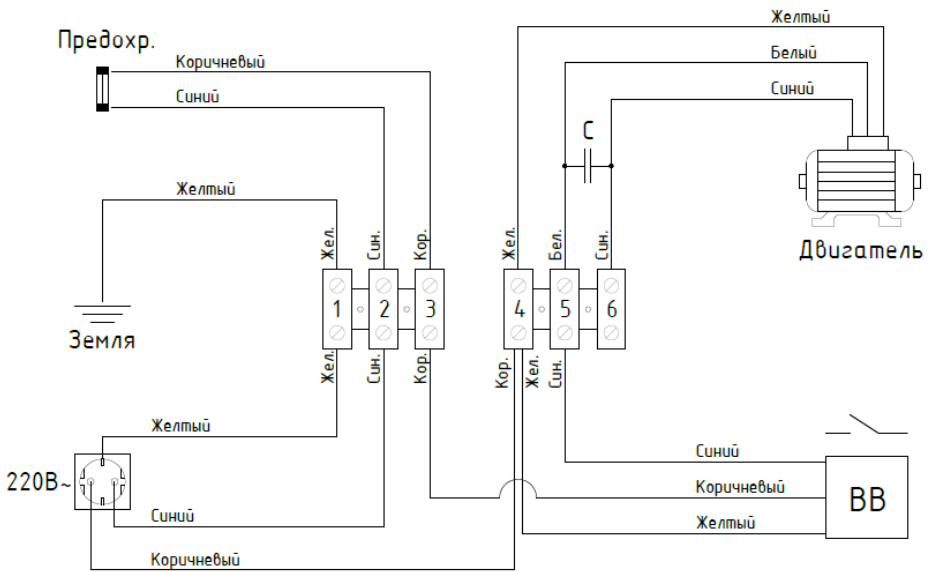 Желтый
Предохр.
Белый
Коричневый
Синий
Синий
C
Желтый
Двигатель
Жел.
Син.
Кор.
Жел.
Бел.
Син.
1
2
3
4
5
6
Земля
Жел.
Син.
Кор.
Кор.
Жел.
Син.
Желтый
Синий
220В~
Коричневый
ВВ
Синий
Желтый
Коричневый